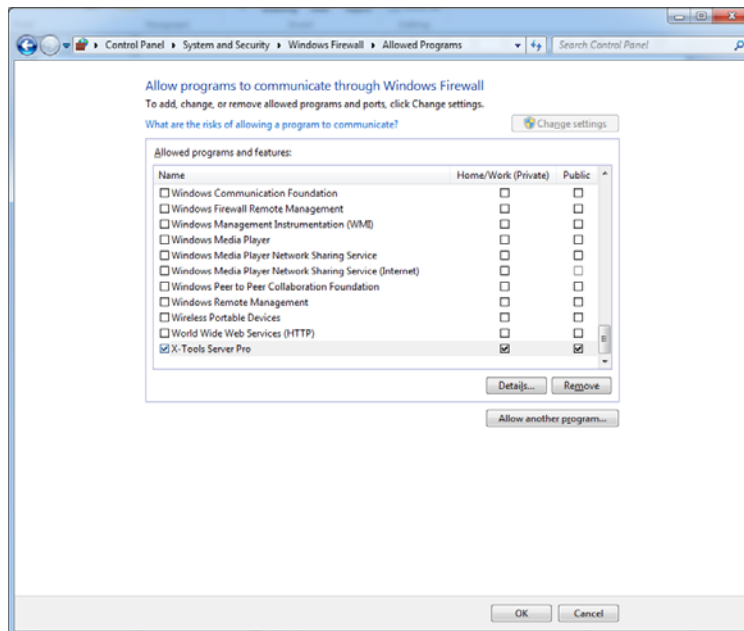 Control Panel ▸ System and Security ▸ Windows Firewall ▸ Allowed Programs
Search Control Panel
Allow programs to communicate through Windows Firewall
To add, change, or remove allowed programs and ports, click Change settings.
What are the risks of allowing a program to communicate?
Change settings
Allowed programs and features:
Name Home/Work (Private) Public
Windows Communication Foundation
Windows Firewall Remote Management
Windows Management Instrumentation (WMI)
Windows Media Player
Windows Media Player Network Sharing Service
Windows Media Player Network Sharing Service (Internet)
Windows Peer to Peer Collaboration Foundation
Windows Remote Management
Wireless Portable Devices
World Wide Web Services (HTTP)
X-Tools Server Pro
Details... Remove
Allow another program...
OK Cancel